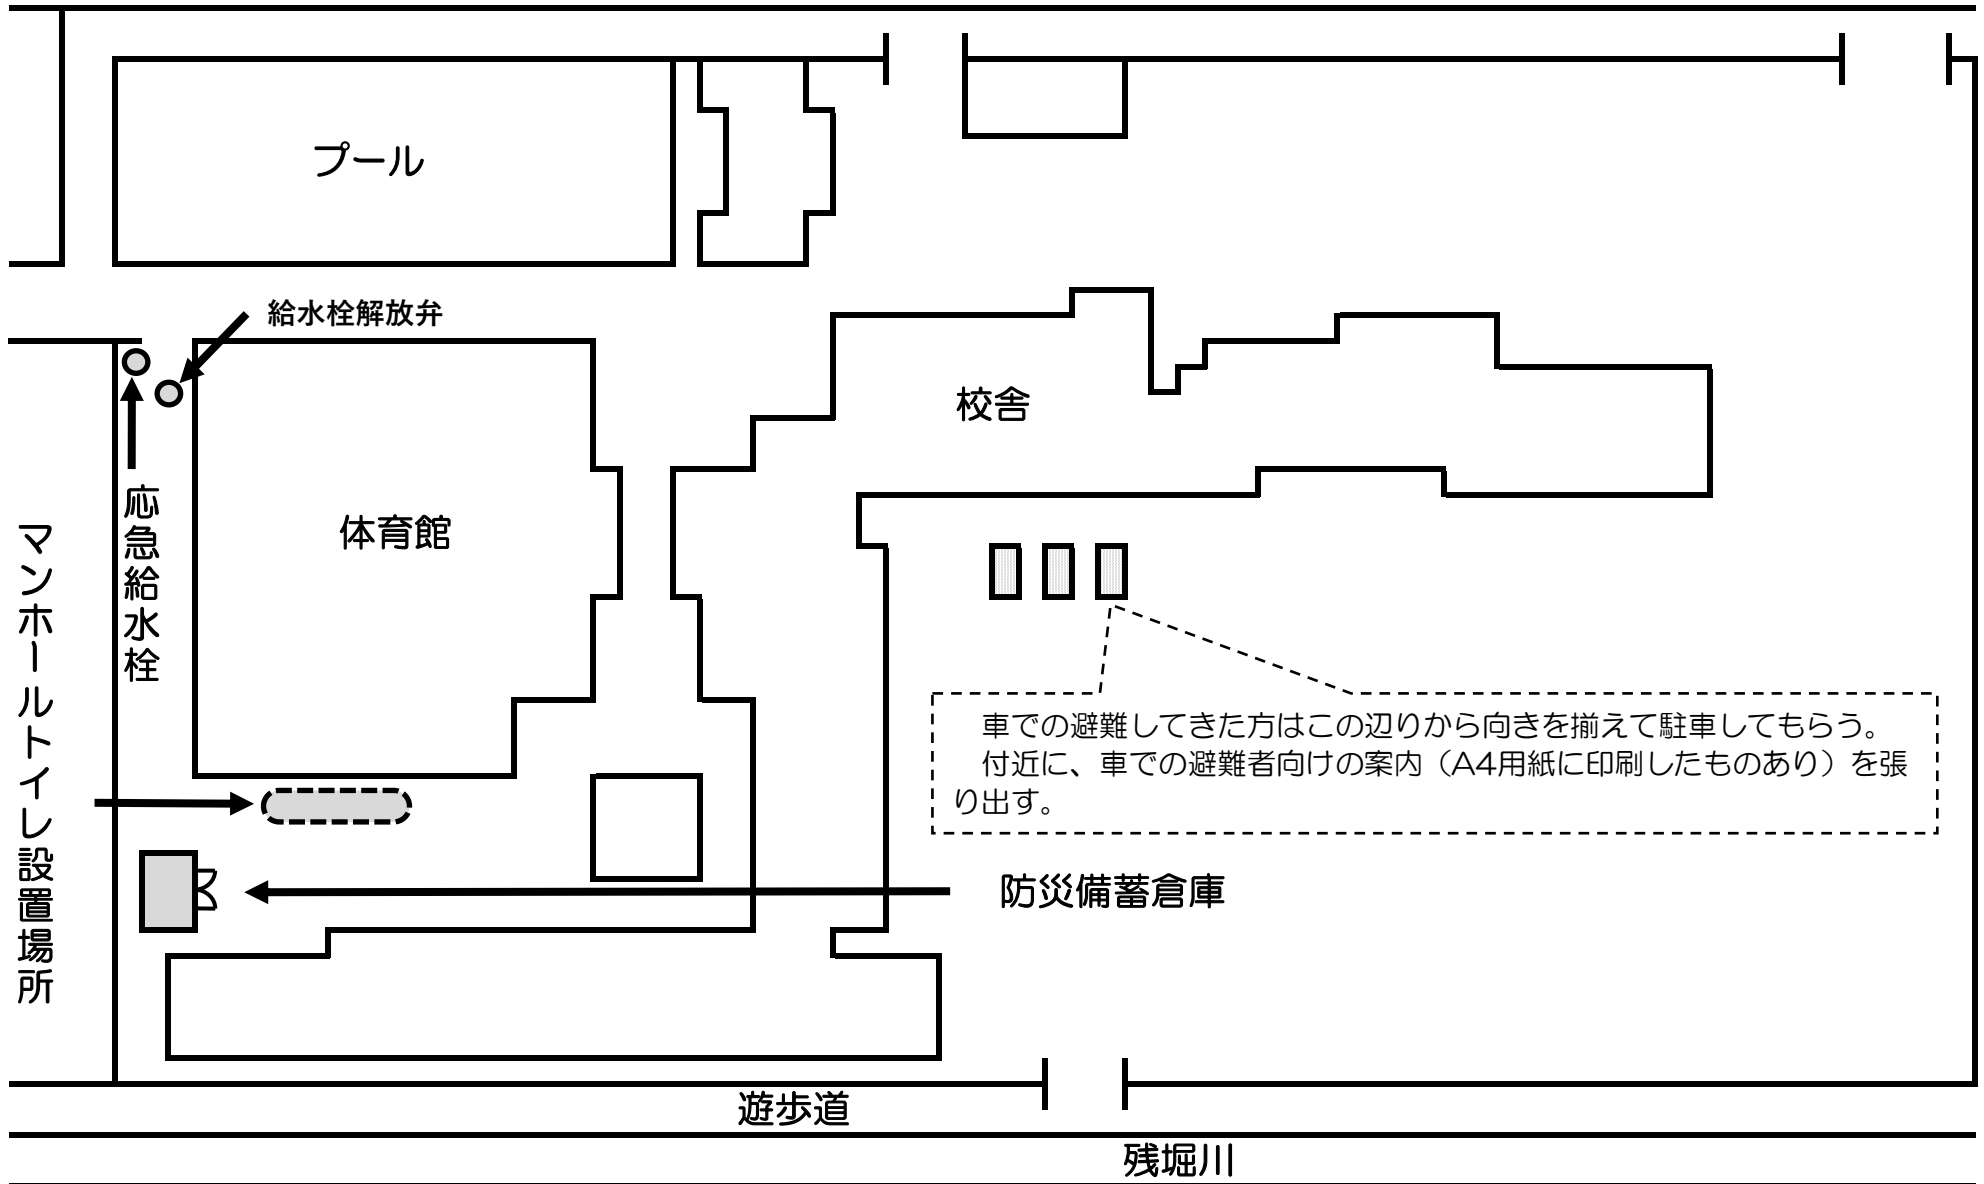 プール
給水栓解放弁
校舎
体育館
応急給水栓
マンホールトイレ設置場所
車での避難してきた方はこの辺りから向きを揃えて駐車してもらう。
付近に、車での避難者向けの案内（A4用紙に印刷したものあり）を張
り出す。
防災備蓄倉庫
遊歩道
残堀川